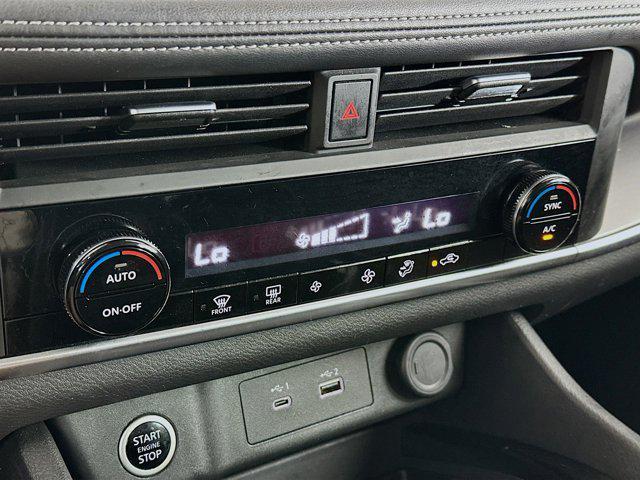 Lo
Lo
AUTO
ON·OFF
SYNC
A/C
FRONT
REAR
1
2
START
ENGINE
STOP